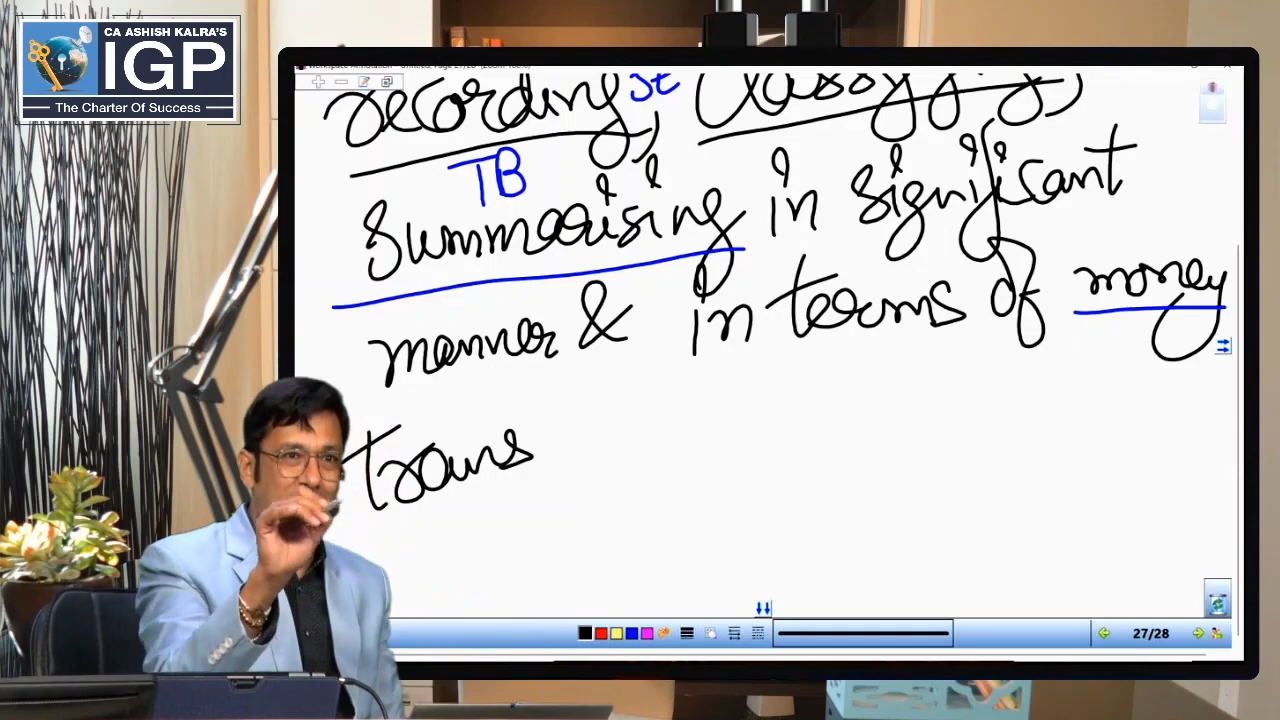 CA ASHISH KALRA'S
IGP
The Charter Of Success
recording, Classifying,
TB
Summarising in significant
manner & in terms of money
trans
27/28